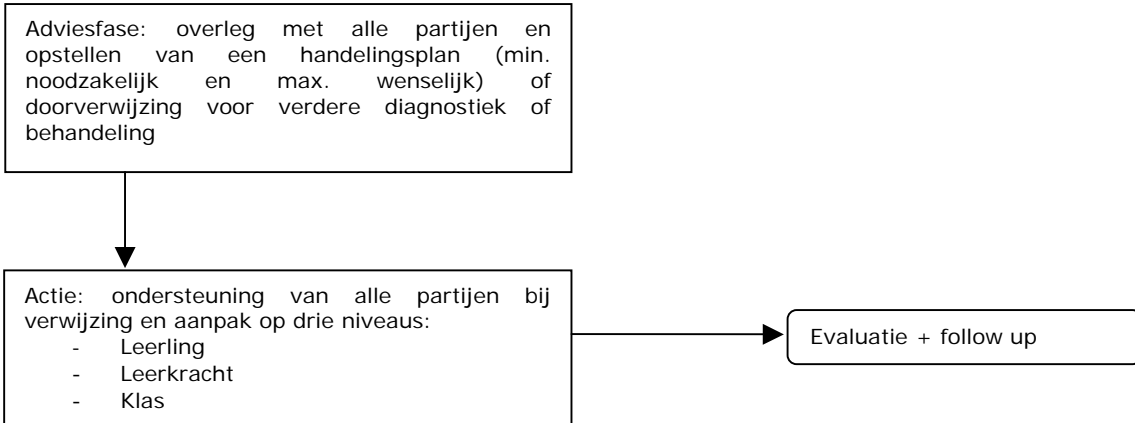 Adviesfase: overleg met alle partijen en
opstellen van een handelingsplan (min.
noodzakelijk en max. wenselijk) of
doorverwijzing voor verdere diagnostiek of
behandeling
Actie: ondersteuning van alle partijen bij
verwijzing en aanpak op drie niveaus:
- Leerling
- Leerkracht
- Klas
Evaluatie + follow up